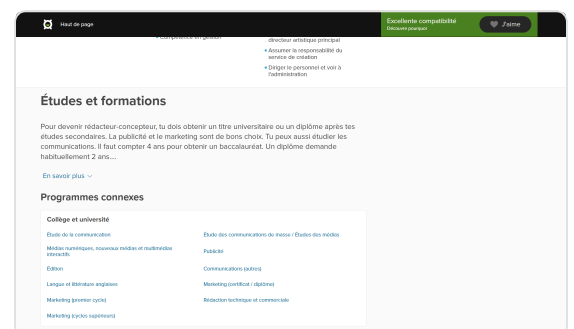 Haut de page
Excellente compatibilité
Découvre pourquoi
J'aime
Compétence en gestion
directeur artistique principal
Assumer la responsabilité du
service de création
Diriger le personnel et voir à
l'administration
Études et formations
Pour devenir rédacteur-concepteur, tu dois obtenir un titre universitaire ou un diplôme après tes
études secondaires. La publicité et le marketing sont de bons choix. Tu peux aussi étudier les
communications. Il faut compter 4 ans pour obtenir un baccalauréat. Un diplôme demande
habituellement 2 ans....
En savoir plus
Programmes connexes
Collège et université
Étude de la communication
Étude des communications de masse / Études des médias
Médias numériques, nouveaux médias et multimédias
interactifs
Publicité
Édition
Communications (autres)
Langue et littérature anglaises
Marketing (certificat / diplôme)
Marketing (premier cycle)
Rédaction technique et commerciale
Marketing (cycles supérieurs)